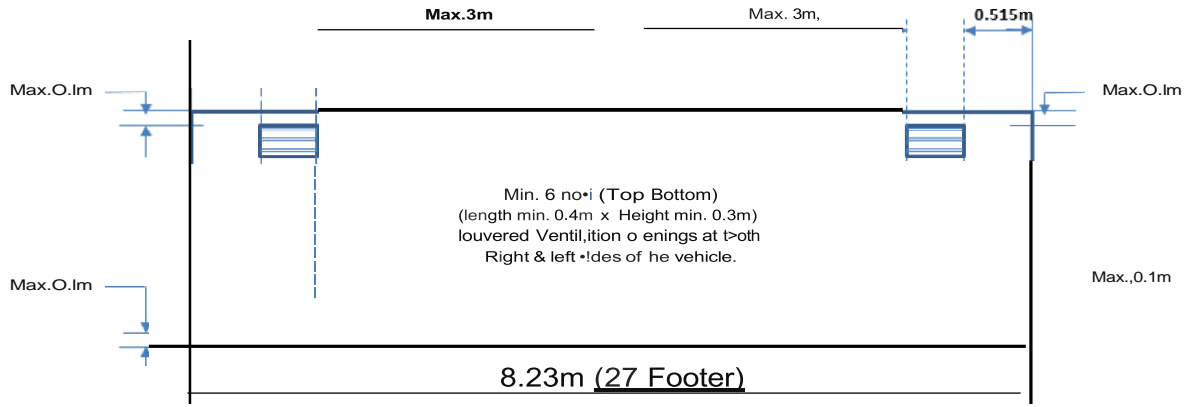 Max.3m
Max. 3m,
0.515m
Max.O.lm
Max.O.lm
Min. 6 no•i (Top Bottom)
(length min. 0.4m x Height min. 0.3m)
louvered Ventil,ition o enings at t>oth
Right & left •!des of he vehicle.
Max.,0.1m
Max.O.lm
8.23m (27 Footer)